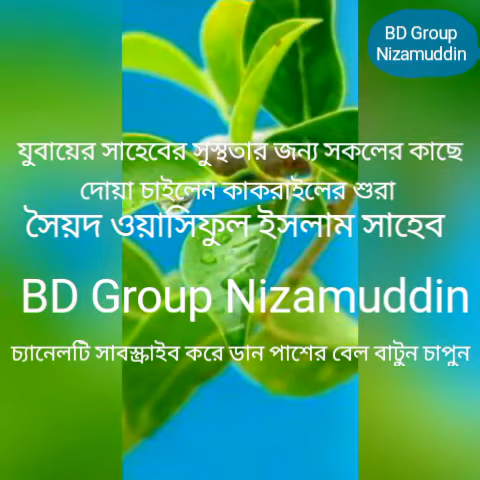 BD Group
Nizamuddin
যুবায়ের সাহেবের সুস্থতার জন্য সকলের কাছে
দোয়া চাইলেন কাকরাইলের শুরা
সৈয়দ ওয়াসিফুল ইসলাম সাহেব
BD Group Nizamuddin
চ্যানেলটি সাবস্ক্রাইব করে ডান পাশের বেল বাটুন চাপুন